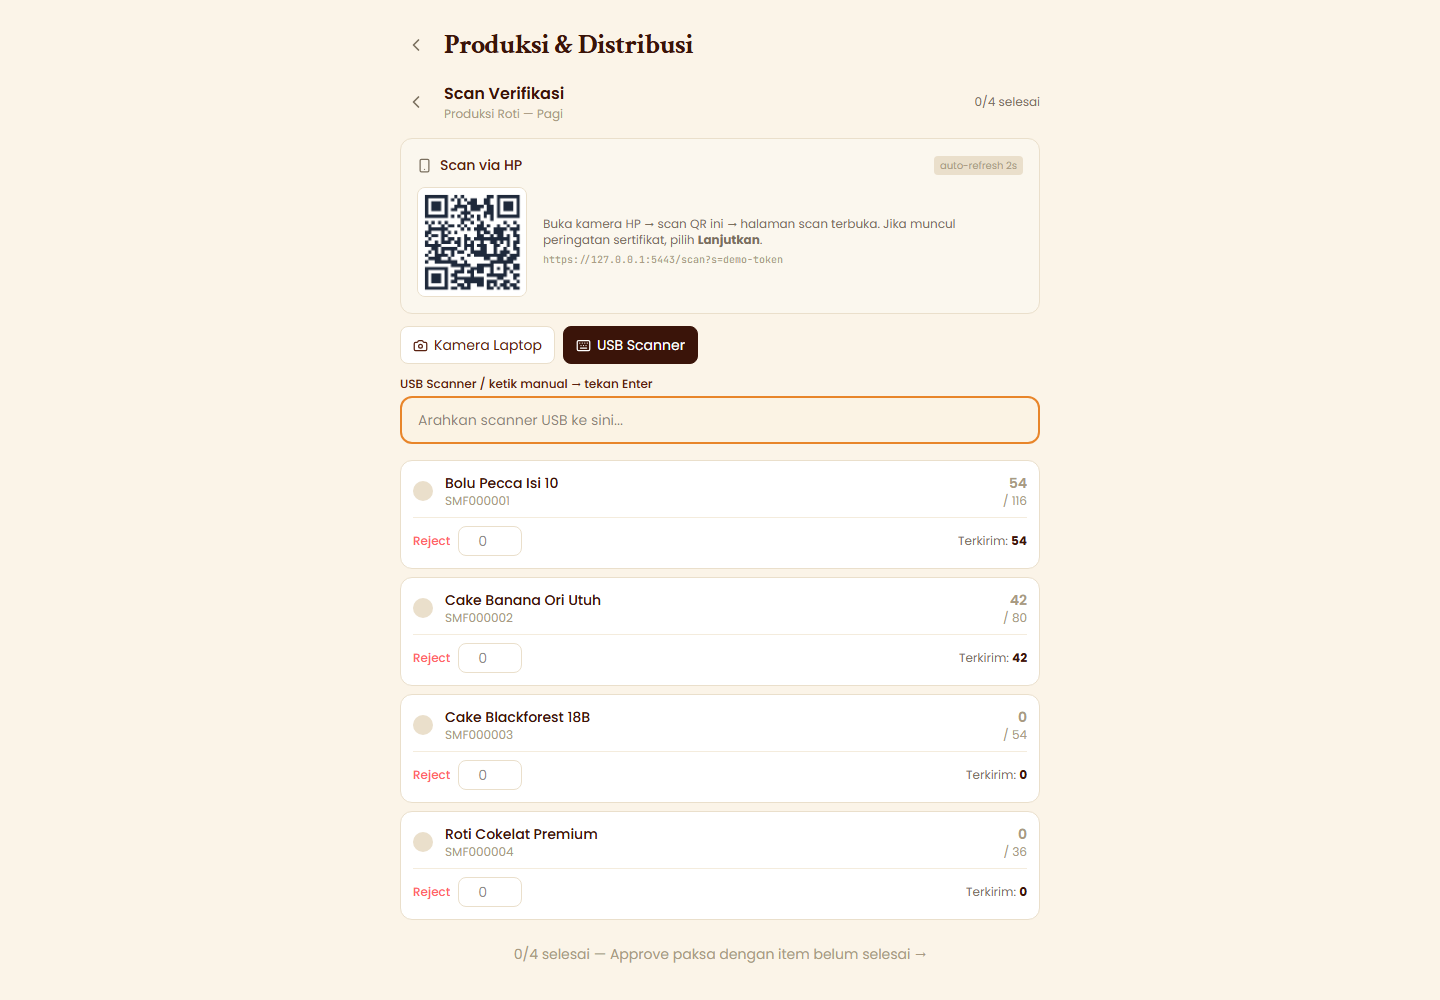 Produksi & Distribusi
Scan Verifikasi
Produksi Roti — Pagi
0/4 selesai
Scan via HP
auto-refresh 2s
Buka kamera HP → scan QR ini → halaman scan terbuka. Jika muncul
peringatan sertifikat, pilih Lanjutkan.
https://127.0.0.1:5443/scan?s=demo-token
Kamera Laptop
USB Scanner
USB Scanner / ketik manual → tekan Enter
Arahkan scanner USB ke sini...
Bolu Pecca Isi 10
54
SMF000001
/ 116
Reject
0
Terkirim: 54
Cake Banana Ori Utuh
42
SMF000002
/ 80
Reject
0
Terkirim: 42
Cake Blackforest 18B
0
SMF000003
/ 54
Reject
0
Terkirim: 0
Roti Cokelat Premium
0
SMF000004
/ 36
Reject
0
Terkirim: 0
0/4 selesai — Approve paksa dengan item belum selesai →